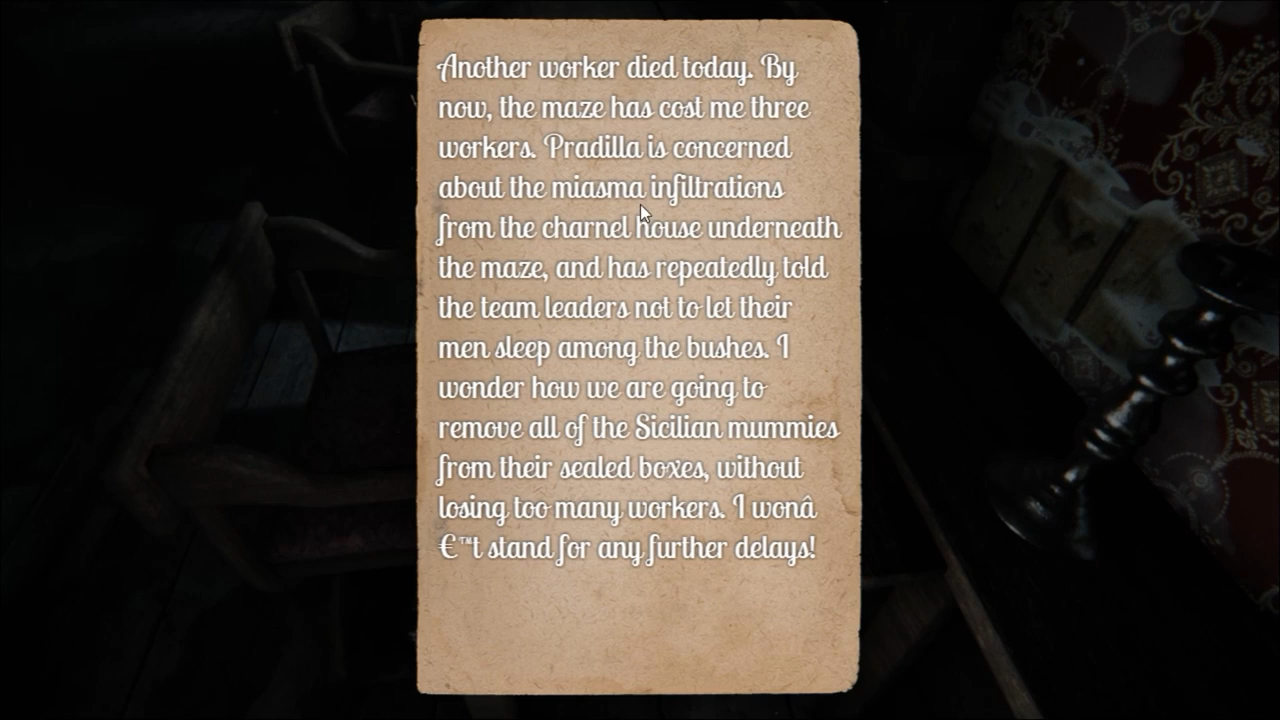 Another worker died today. By
now, the maze has cost me three
workers. Pradilla is concerned
about the miasma infiltrations
from the charnel house underneath
the maze, and has repeatedly told
the team leaders not to let their
men sleep among the bushes. I
wonder how we are going to
remove all of the Sicilian mummies
from their sealed boxes, without
losing too many workers. I wonâ
€™t stand for any further delays!